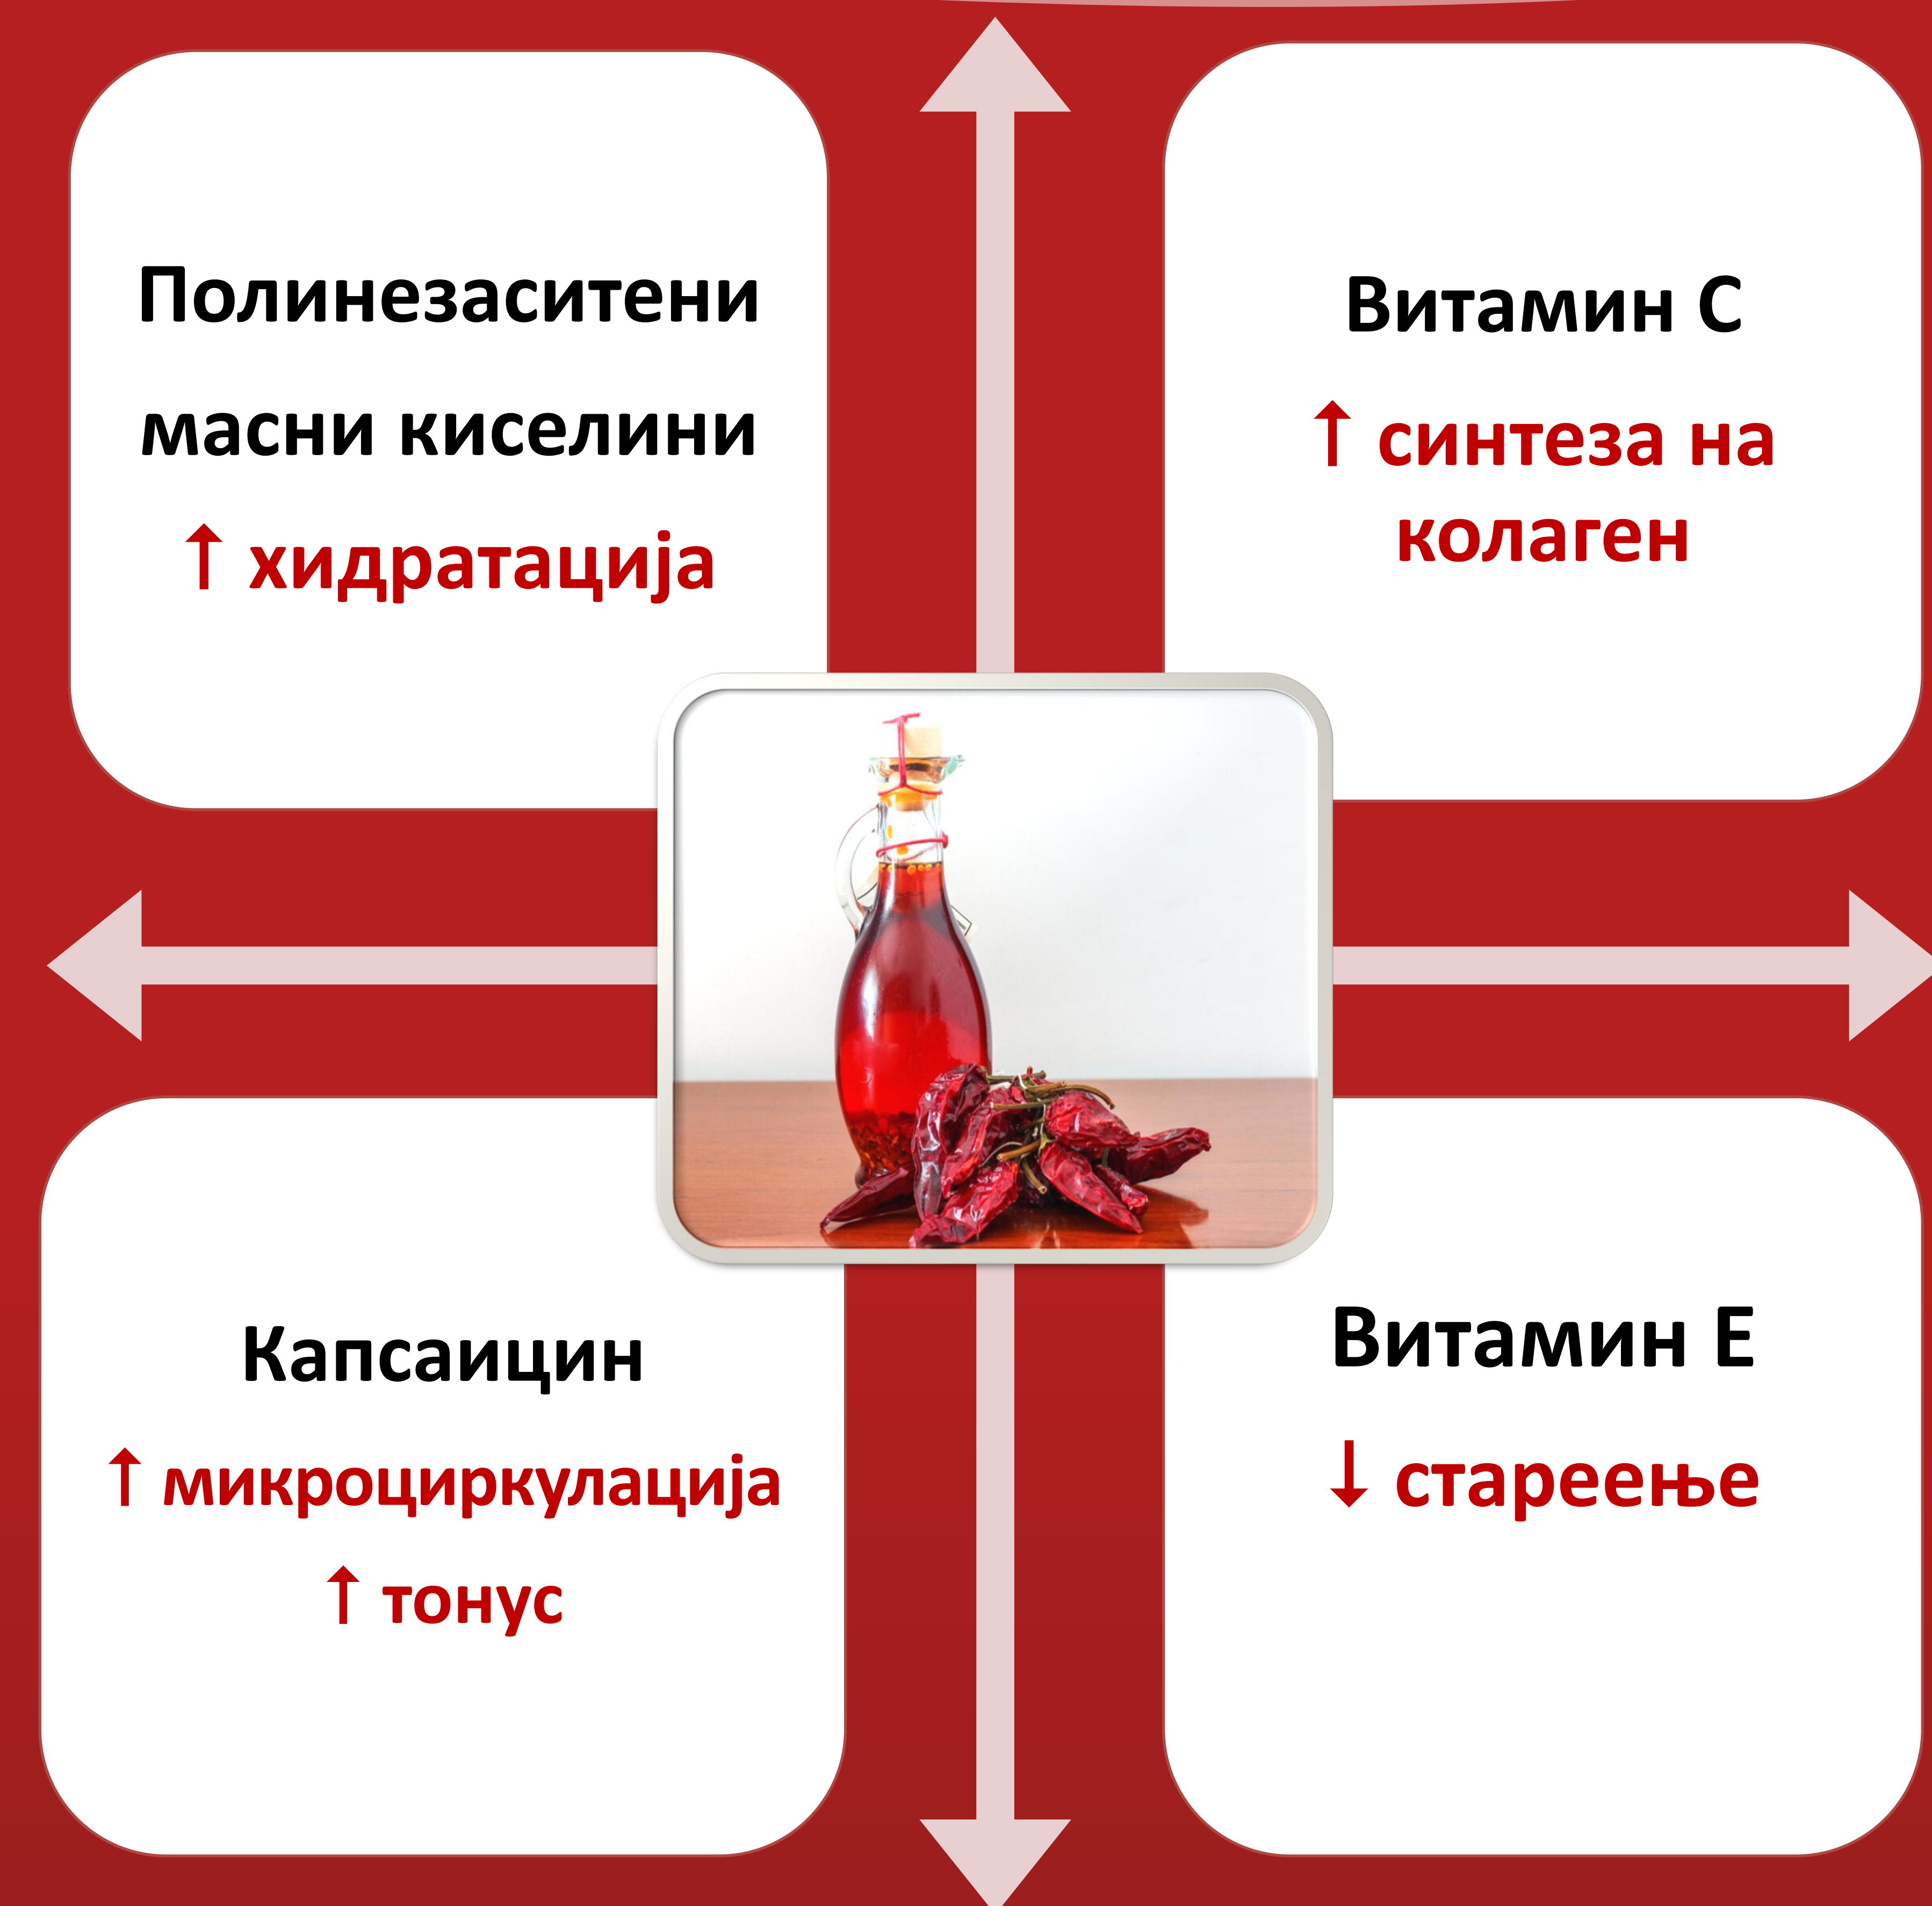 Полинезаситени
масни киселини
↑ хидратација
Витамин С
↑ синтеза на
колаген
Капсаицин
↑ микроциркулација
↑ тонус
Витамин Е
↓ стареење